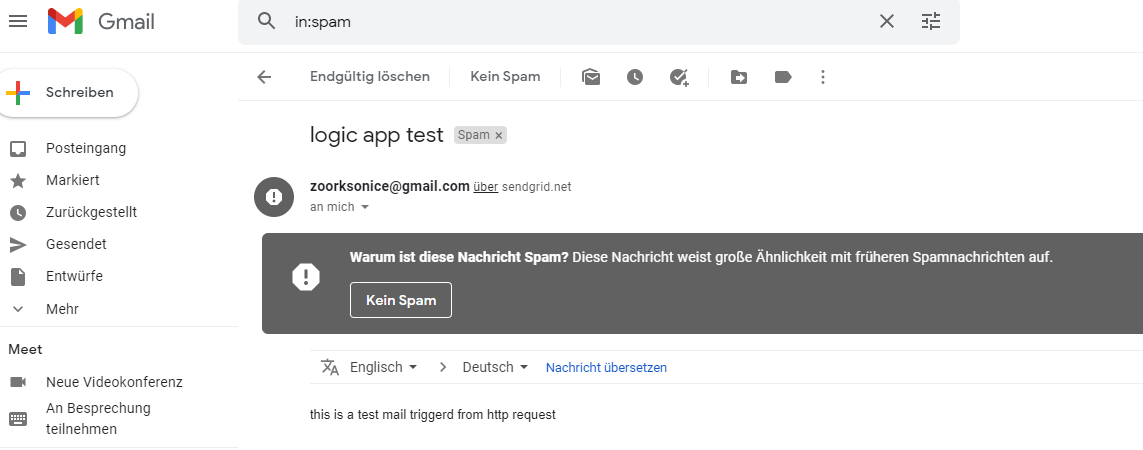 Gmail
in:spam
Schreiben
Endgültig löschen Kein Spam
logic app test Spam ×
Posteingang
Markiert
Zurückgestellt
Gesendet
Entwürfe
Mehr
Meet
Neue Videokonferenz
An Besprechung
teilnehmen
zoorksonice@gmail.com über sendgrid.net
an mich
Warum ist diese Nachricht Spam? Diese Nachricht weist große Ähnlichkeit mit früheren Spamnachrichten auf.
Kein Spam
Englisch Deutsch Nachricht übersetzen
this is a test mail triggerd from http request